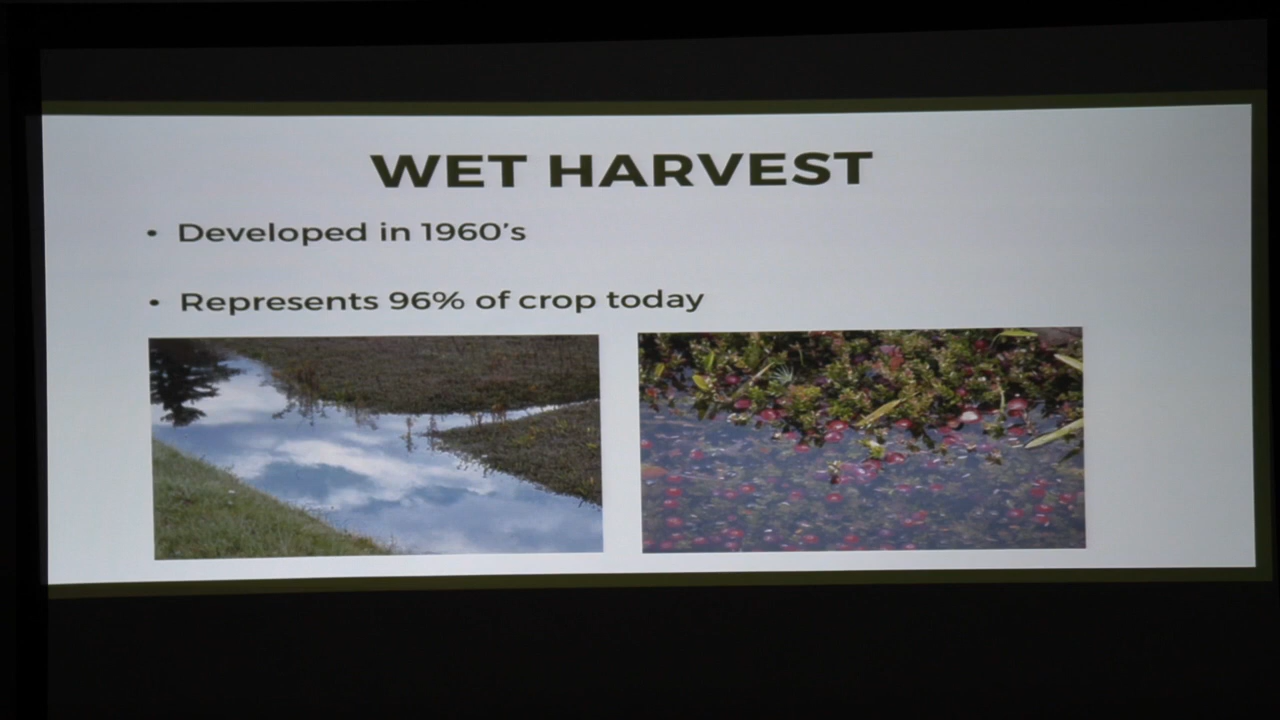 WET HARVEST
• Developed in 1960's
• Represents 96% of crop today